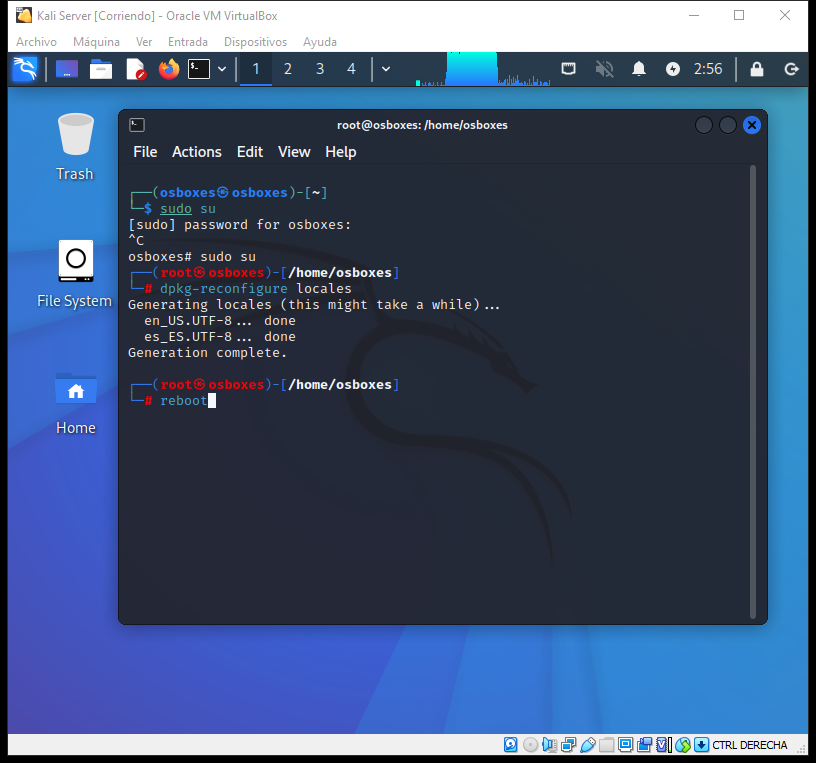 Kali Server [Corriendo] - Oracle VM VirtualBox
Archivo Máquina Ver Entrada Dispositivos Ayuda
1 2 3 4 2:56
Trash
File System
Home
root@osboxes: /home/osboxes
File Actions Edit View Help
┌──(osboxes㉿osboxes)-[~]
└─$ sudo su
[sudo] password for osboxes:
^C
osboxes# sudo su
┌──(root㉿osboxes)-[/home/osboxes]
└─# dpkg-reconfigure locales
Generating locales (this might take a while)...
en_US.UTF-8... done
es_ES.UTF-8... done
Generation complete.
┌──(root㉿osboxes)-[/home/osboxes]
└─# reboot
CTRL DERECHA